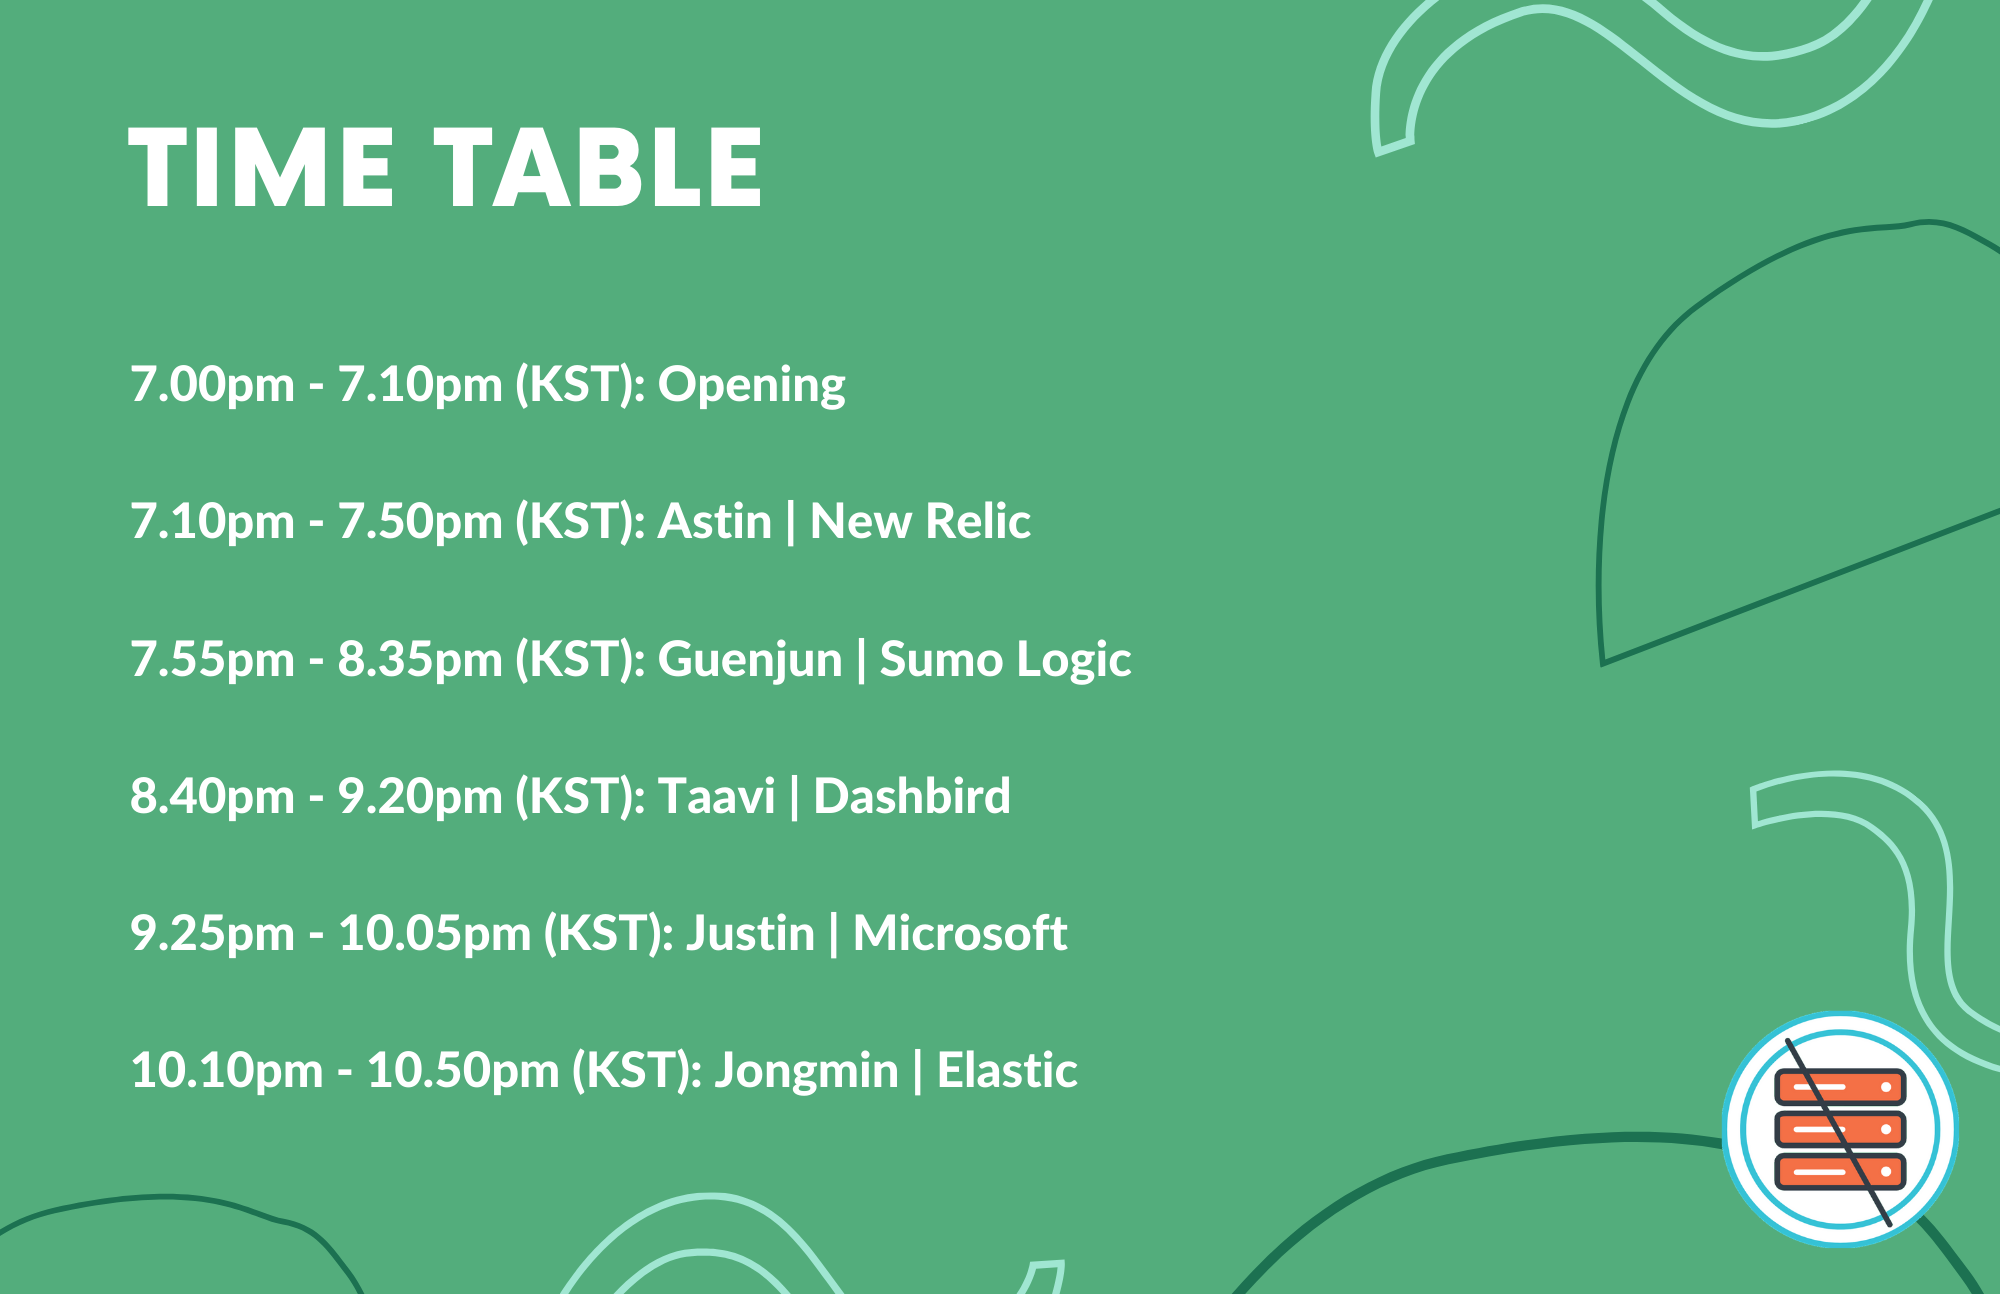 TIME TABLE
7.00pm - 7.10pm (KST): Opening
7.10pm - 7.50pm (KST): Astin | New Relic
7.55pm - 8.35pm (KST): Guenjun | Sumo Logic
8.40pm - 9.20pm (KST): Taavi | Dashbird
9.25pm - 10.05pm (KST): Justin | Microsoft
10.10pm - 10.50pm (KST): Jongmin | Elastic